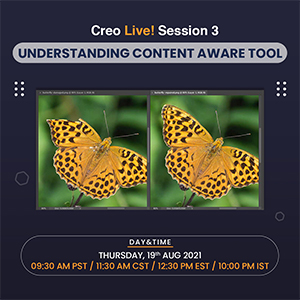 Creo Live! Session 3
UNDERSTANDING CONTENT AWARE TOOL
DAY&TIME
THURSDAY, 19th AUG 2021
09:30 AM PST / 11:30 AM CST / 12:30 PM EST / 10:00 PM IST